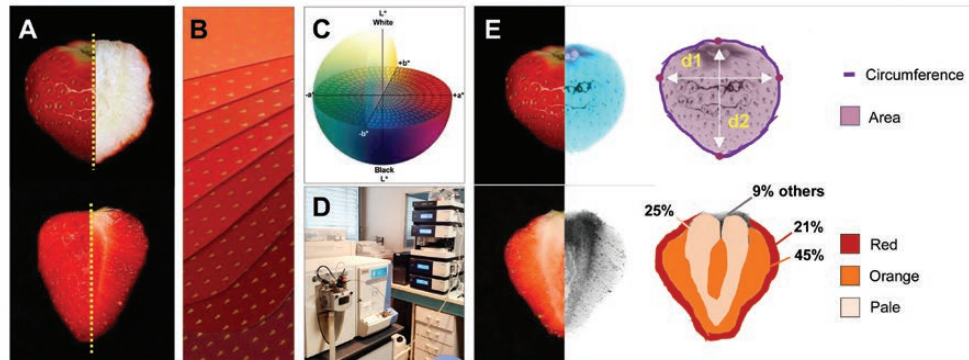 A
B
C
L*
White
+b*
-a*
+a*
-b*
Black
L*
D
E
d1
d2
Circumference
Area
9% others
25%
21%
45%
Red
Orange
Pale